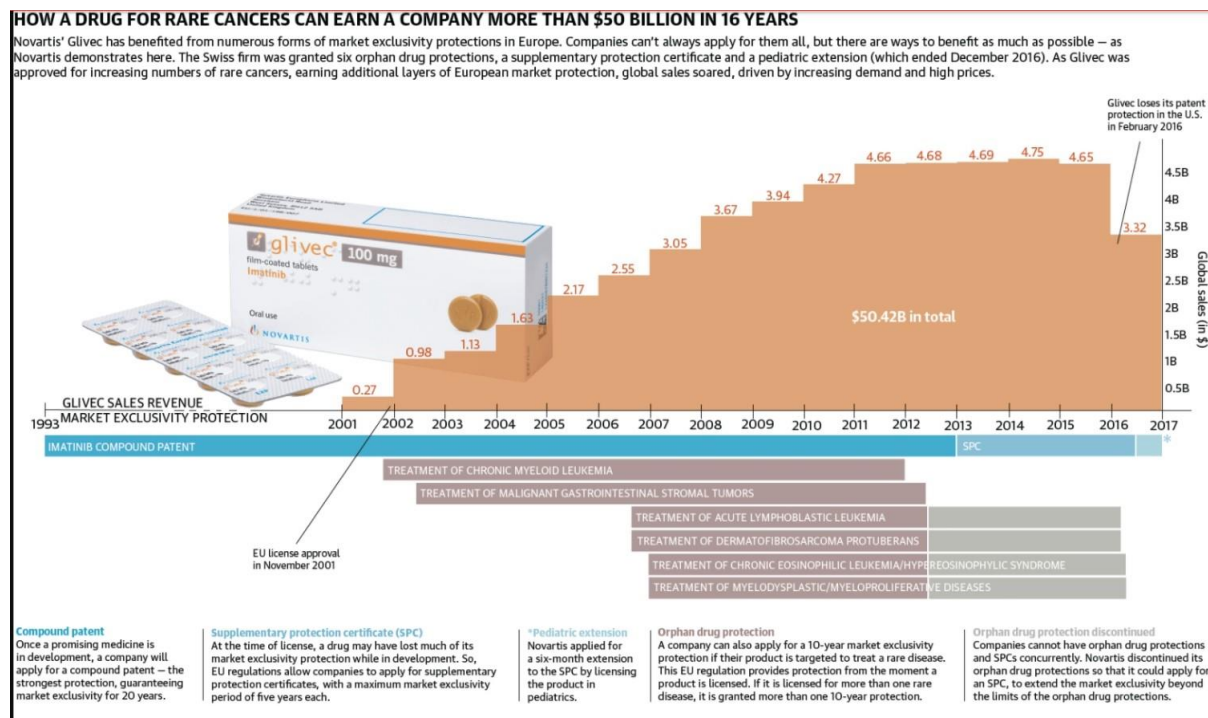 HOW A DRUG FOR RARE CANCERS CAN EARN A COMPANY MORE THAN $50 BILLION IN 16 YEARS
Novartis' Glivec has benefited from numerous forms of market exclusivity protections in Europe. Companies can't always apply for them all, but there are ways to benefit as much as possible — as
Novartis demonstrates here. The Swiss firm was granted six orphan drug protections, a supplementary protection certificate and a pediatric extension (which ended December 2016). As Glivec was
approved for increasing numbers of rare cancers, earning additional layers of European market protection, global sales soared, driven by increasing demand and high prices.
Glivec loses its patent
protection in the U.S.
in February 2016
4.66 4.68 4.69 4.75 4.65
4.27
3.94
3.67
3.32
3.05
2.55
2.17
1.63
1.13
0.98
0.27
4.5B
4B
3.5B
3B
2.5B
2B
1.5B
1B
0.5B
Global sales (in $)
$50.42B in total
glivec® 100 mg
film-coated tablets
Imatinib
Oral use
NOVARTIS
GLIVEC SALES REVENUE
MARKET EXCLUSIVITY PROTECTION
1993 2001 2002 2003 2004 2005 2006 2007 2008 2009 2010 2011 2012 2013 2014 2015 2016 2017
IMATINIB COMPOUND PATENT SPC *
TREATMENT OF CHRONIC MYELOID LEUKEMIA
TREATMENT OF MALIGNANT GASTROINTESTINAL STROMAL TUMORS
TREATMENT OF ACUTE LYMPHOBLASTIC LEUKEMIA
TREATMENT OF DERMATOFIBROSARCOMA PROTUBERANS
TREATMENT OF CHRONIC EOSINOPHILIC LEUKEMIA/HYPEREOSINOPHYLIC SYNDROME
TREATMENT OF MYELODYSPLASTIC/MYELOPROLIFERATIVE DISEASES
EU license approval
in November 2001
Compound patent
Once a promising medicine is
in development, a company will
apply for a compound patent — the
strongest protection, guaranteeing
market exclusivity for 20 years.
Supplementary protection certificate (SPC)
At the time of license, a drug may have lost much of its
market exclusivity protection while in development. So,
EU regulations allow companies to apply for supplementary
protection certificates, with a maximum market exclusivity
period of five years each.
*Pediatric extension
Novartis applied for
a six-month extension
to the SPC by licensing
the product in
pediatrics.
Orphan drug protection
A company can also apply for a 10-year market exclusivity
protection if their product is targeted to treat a rare disease.
This EU regulation provides protection from the moment a
product is licensed. If it is licensed for more than one rare
disease, it is granted more than one 10-year protection.
Orphan drug protection discontinued
Companies cannot have orphan drug protections
and SPCs concurrently. Novartis discontinued its
orphan drug protections so that it could apply for
an SPC, to extend the market exclusivity beyond
the limits of the orphan drug protections.